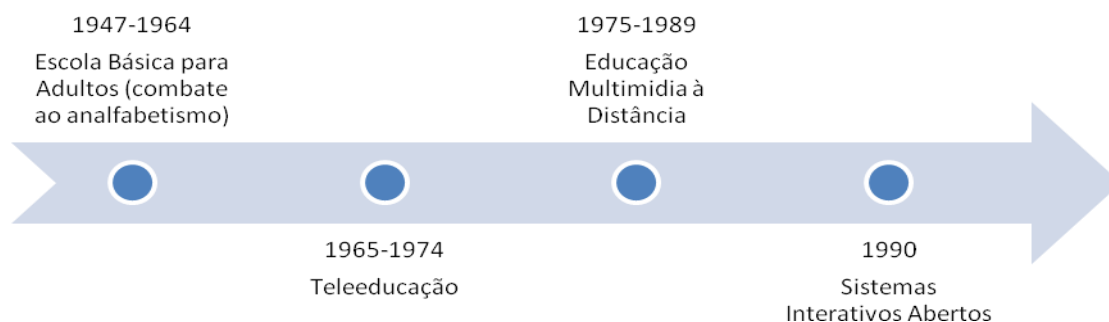 1947-1964
Escola Básica para
Adultos (combate
ao analfabetismo)
1965-1974
Teleeducação
1975-1989
Educação
Multimidia à
Distância
1990
Sistemas
Interativos Abertos